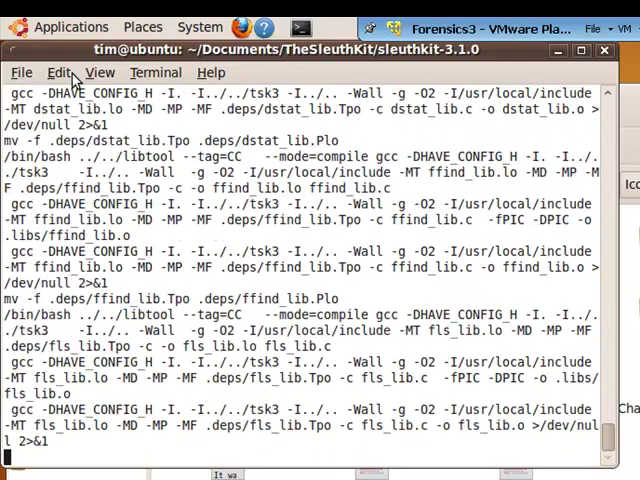 Applications Places System
Forensics3 - VMware Pla... File
tim@ubuntu: ~/Documents/TheSleuthKit/sleuthkit-3.1.0
File Edit View Terminal Help
gcc -DHAVE_CONFIG_H -I. -I../../tsk3 -I../.. -Wall -g -O2 -I/usr/local/include
-MT dstat_lib.lo -MD -MP -MF .deps/dstat_lib.Tpo -c dstat_lib.c -o dstat_lib.o >
/dev/null 2>&1
mv -f .deps/dstat_lib.Tpo .deps/dstat_lib.Plo
/bin/bash ../../libtool --tag=CC   --mode=compile gcc -DHAVE_CONFIG_H -I. -I../.
./tsk3   -I../.. -Wall  -g -O2 -I/usr/local/include -MT ffind_lib.lo -MD -MP -M
F .deps/ffind_lib.Tpo -c -o ffind_lib.lo ffind_lib.c
gcc -DHAVE_CONFIG_H -I. -I../../tsk3 -I../.. -Wall -g -O2 -I/usr/local/include
-MT ffind_lib.lo -MD -MP -MF .deps/ffind_lib.Tpo -c ffind_lib.c  -fPIC -DPIC -o
.libs/ffind_lib.o
gcc -DHAVE_CONFIG_H -I. -I../../tsk3 -I../.. -Wall -g -O2 -I/usr/local/include
-MT ffind_lib.lo -MD -MP -MF .deps/ffind_lib.Tpo -c ffind_lib.c -o ffind_lib.o >
/dev/null 2>&1
mv -f .deps/ffind_lib.Tpo .deps/ffind_lib.Plo
/bin/bash ../../libtool --tag=CC   --mode=compile gcc -DHAVE_CONFIG_H -I. -I../.
./tsk3   -I../.. -Wall  -g -O2 -I/usr/local/include -MT fls_lib.lo -MD -MP -MF
.deps/fls_lib.Tpo -c -o fls_lib.lo fls_lib.c
gcc -DHAVE_CONFIG_H -I. -I../../tsk3 -I../.. -Wall -g -O2 -I/usr/local/include
-MT fls_lib.lo -MD -MP -MF .deps/fls_lib.Tpo -c fls_lib.c  -fPIC -DPIC -o .libs/
fls_lib.o
gcc -DHAVE_CONFIG_H -I. -I../../tsk3 -I../.. -Wall -g -O2 -I/usr/local/include
-MT fls_lib.lo -MD -MP -MF .deps/fls_lib.Tpo -c fls_lib.c -o fls_lib.o >/dev/nul
l 2>&1
Ico
Cha
It wa